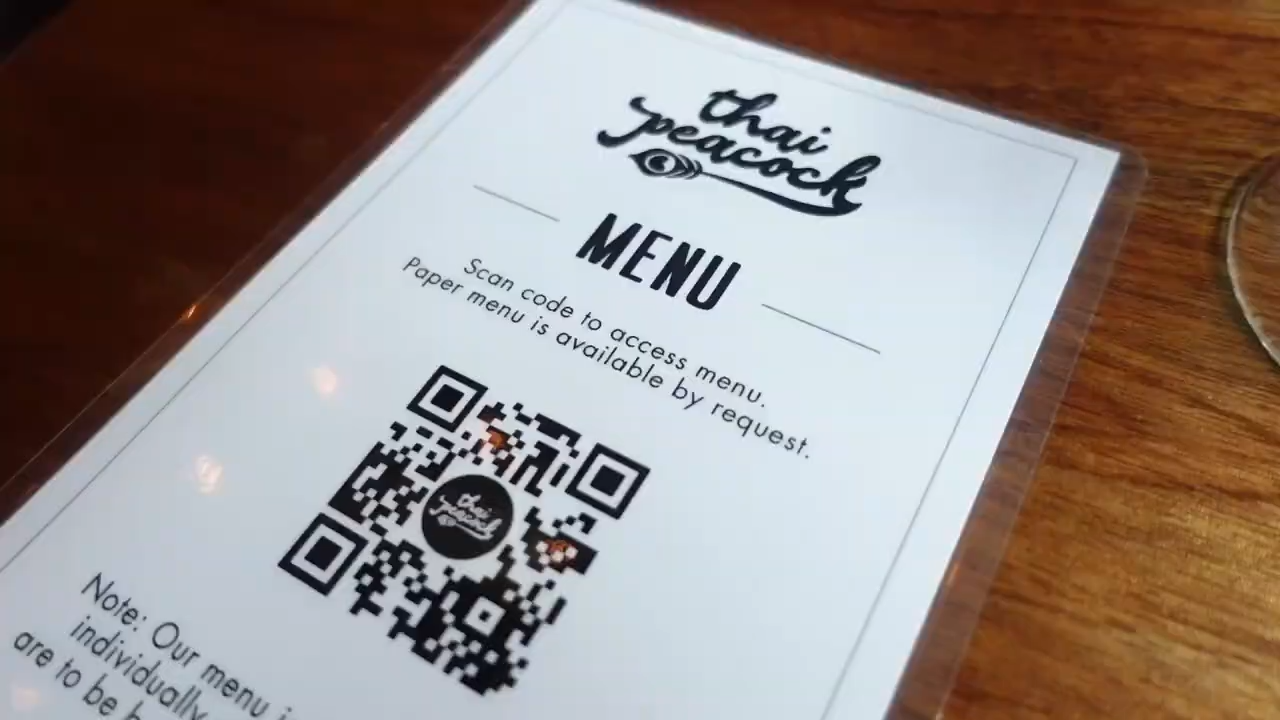 thai
peacock
MENU
Scan code to access menu.
Paper menu is available by request.
thai
peacock
Note: Our menu
individually
are to be